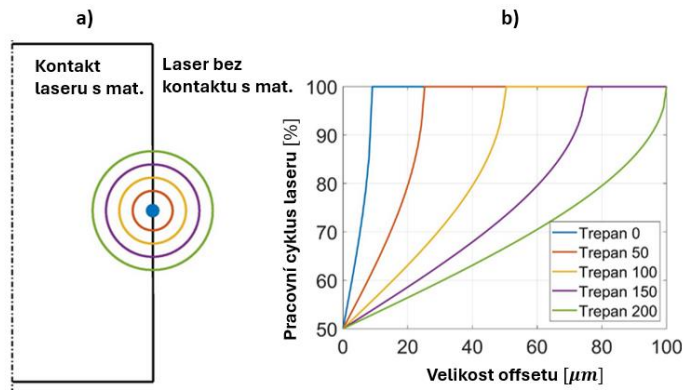 a)
Kontakt
laseru s mat.
Laser bez
kontaktu s mat.
b)
Pracovní cyklus laseru [%]
100
90
80
70
60
50
0
20
40
60
80
100
Trepan 0
Trepan 50
Trepan 100
Trepan 150
Trepan 200
Velikost offsetu [μm]